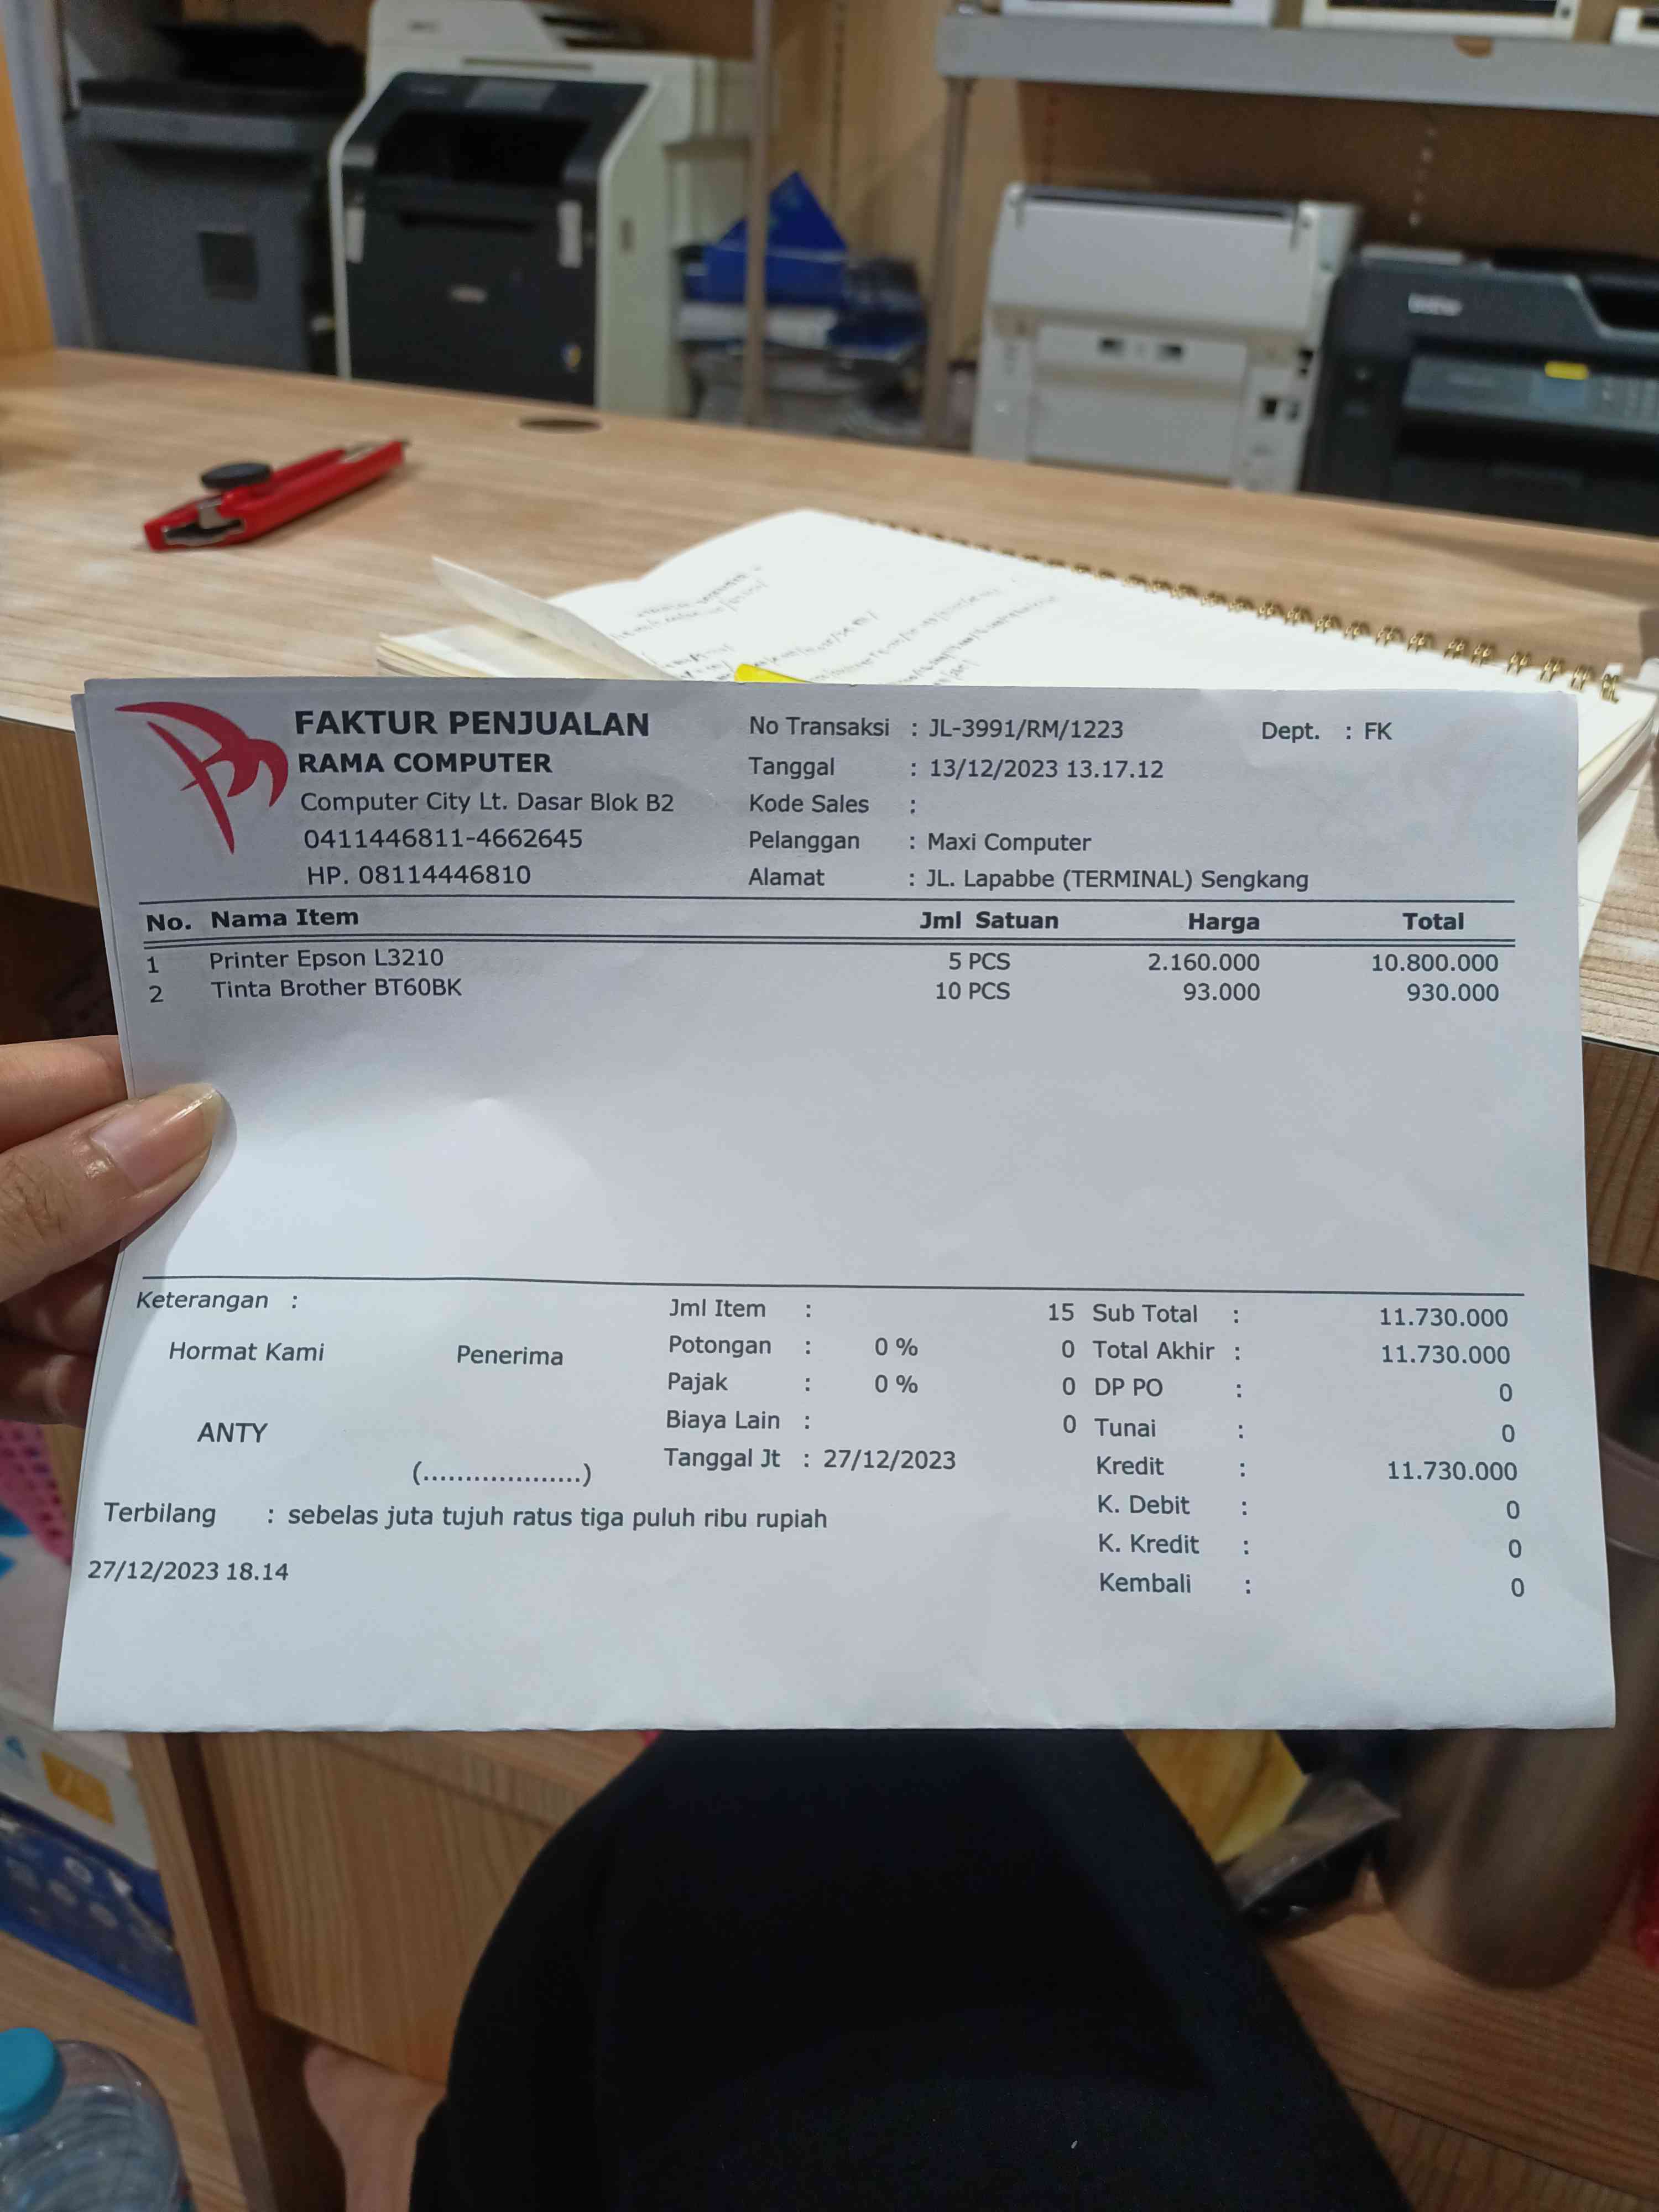 FAKTUR PENJUALAN
RAMA COMPUTER
Computer City Lt. Dasar Blok B2
0411446811-4662645
HP. 08114446810
No Transaksi : JL-3991/RM/1223 Dept. : FK
Tanggal : 13/12/2023 13.17.12
Kode Sales :
Pelanggan : Maxi Computer
Alamat : JL. Lapabbe (TERMINAL) Sengkang
No. Nama Item Jml Satuan Harga Total
1 Printer Epson L3210 5 PCS 2.160.000 10.800.000
2 Tinta Brother BT60BK 10 PCS 93.000 930.000
Keterangan :
Hormat Kami Penerima
ANTY
(...................)
Jml Item : 15
Potongan : 0 % 0
Pajak : 0 % 0
Biaya Lain : 0
Tanggal Jt : 27/12/2023
Sub Total : 11.730.000
Total Akhir : 11.730.000
DP PO : 0
Tunai : 0
Kredit : 11.730.000
K. Debit : 0
K. Kredit : 0
Kembali : 0
Terbilang : sebelas juta tujuh ratus tiga puluh ribu rupiah
27/12/2023 18.14
brother